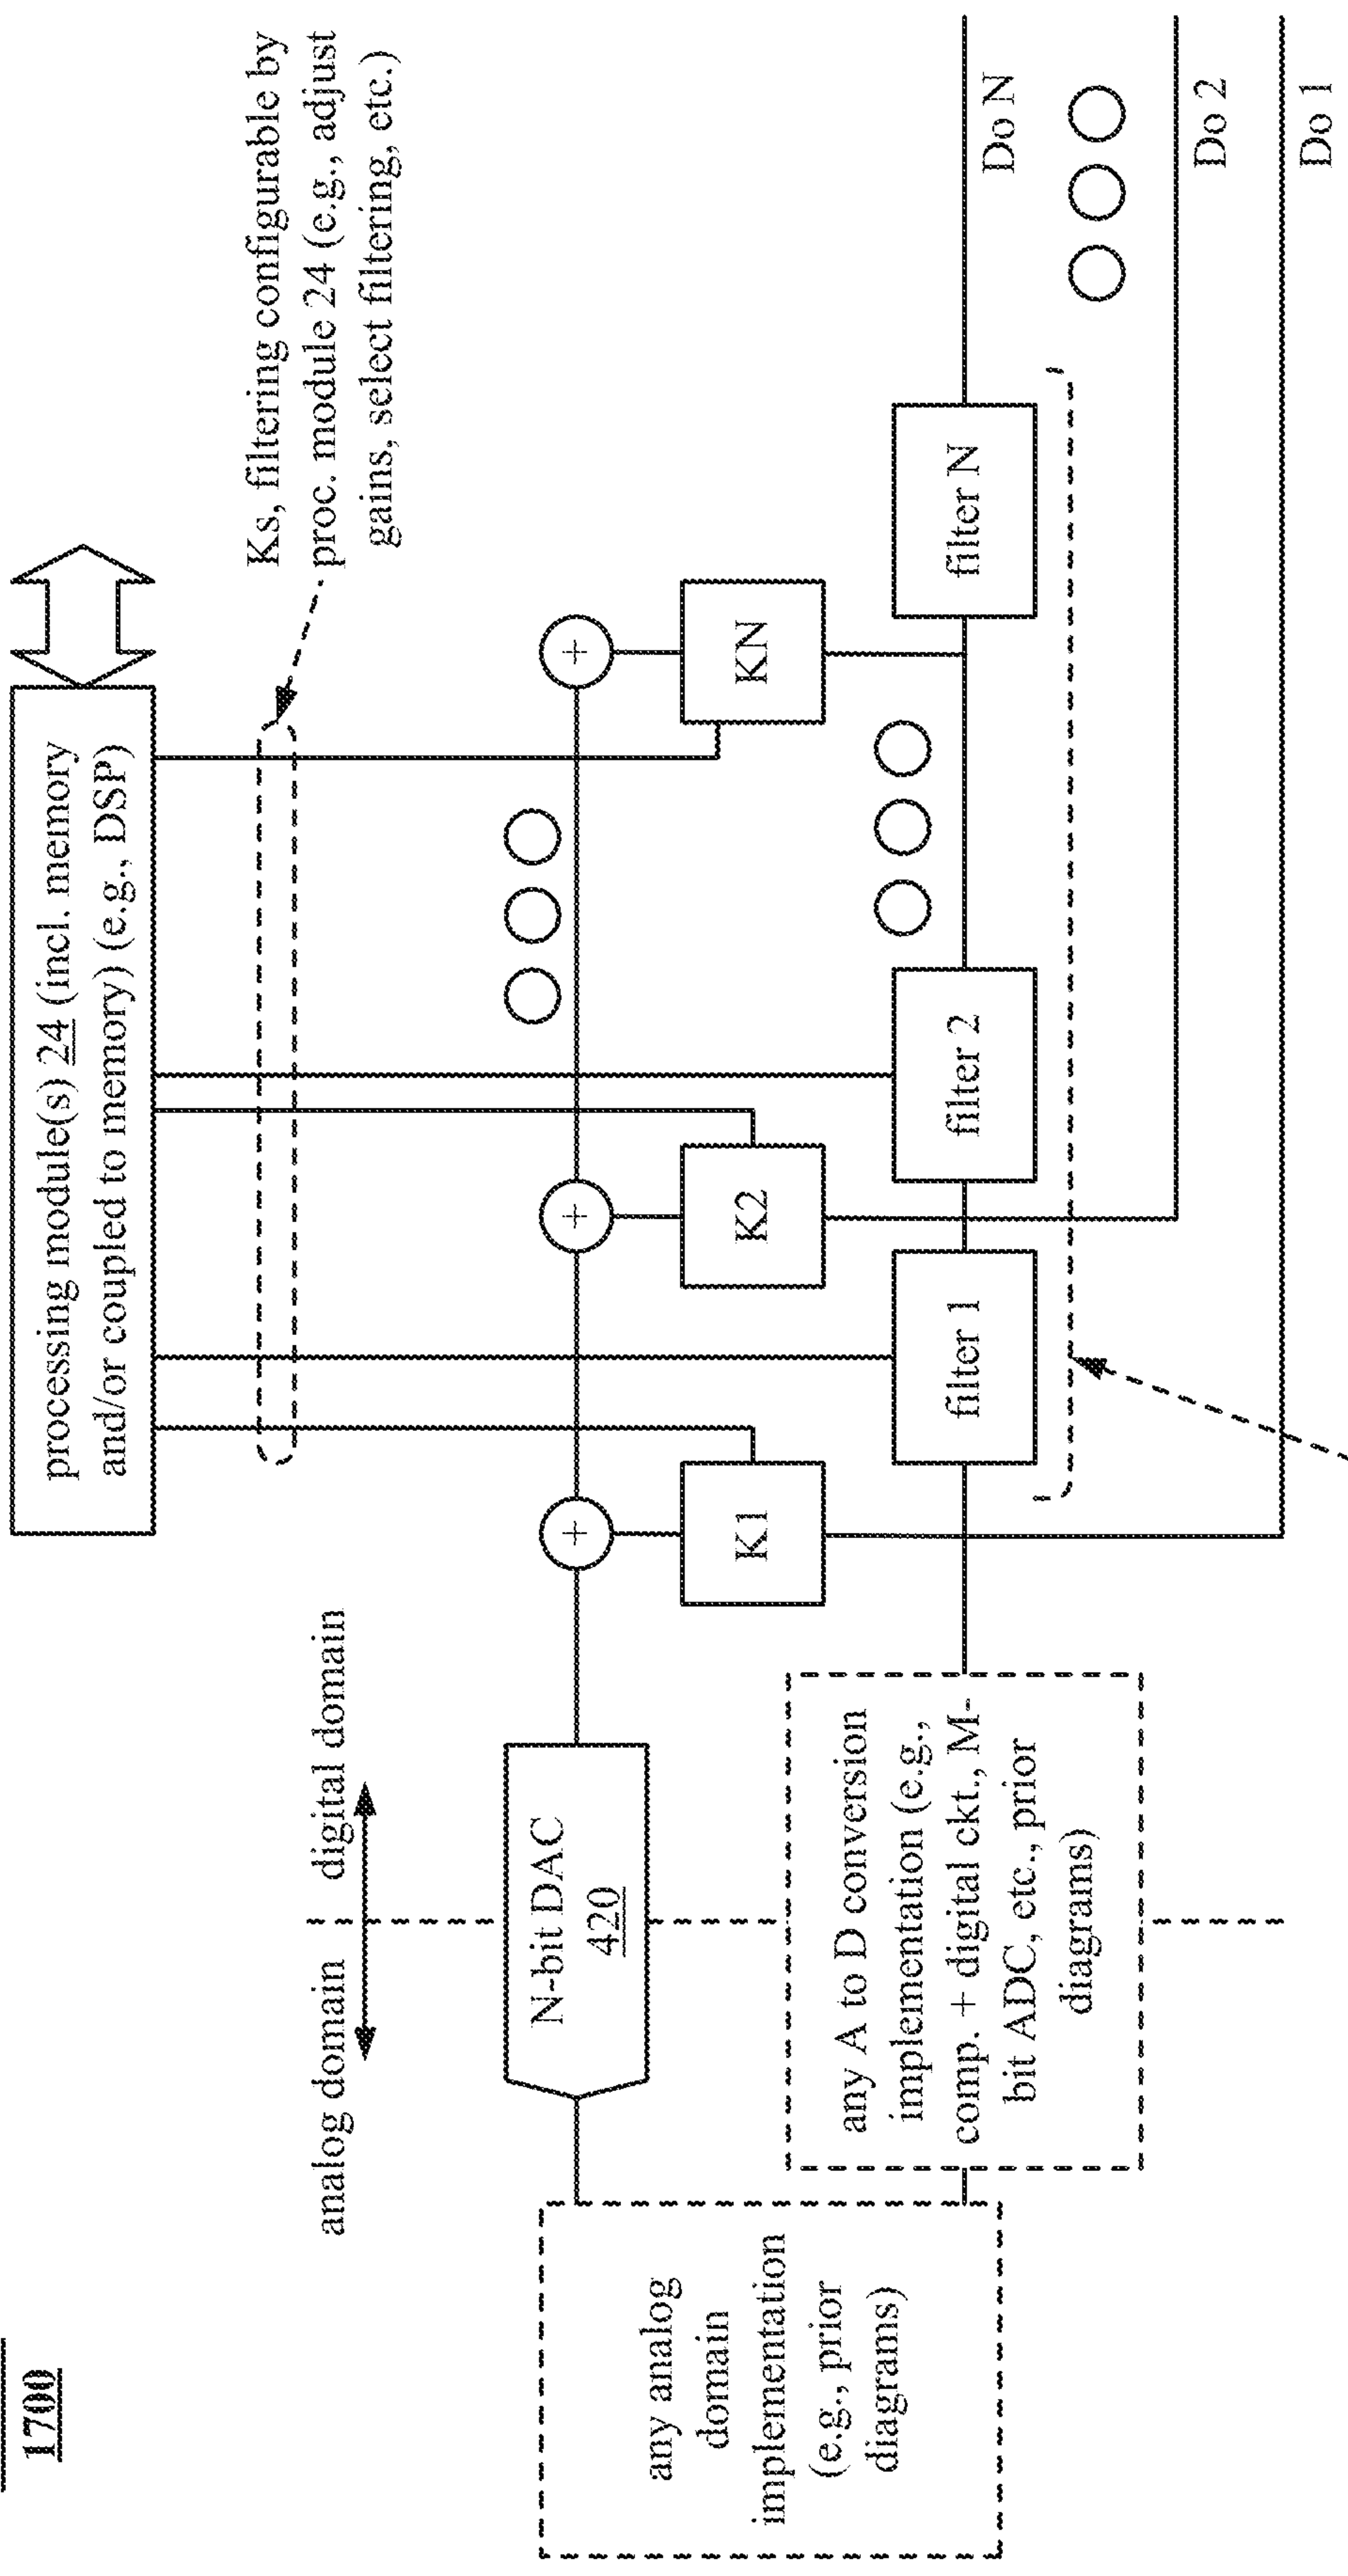 1700
processing module(s) 24 (incl. memory
and/or coupled to memory) (e.g., DSP)
Ks, filtering configurable by
proc. module 24 (e.g., adjust
gains, select filtering, etc.)
analog domain
digital domain
N-bit DAC
420
+
+
+
K1
K2
KN
any analog
domain
implementation
(e.g., prior
diagrams)
any A to D conversion
implementation (e.g.,
comp. + digital ckt., M-
bit ADC, etc., prior
diagrams)
filter 1
filter 2
filter N
Do N
Do 2
Do 1